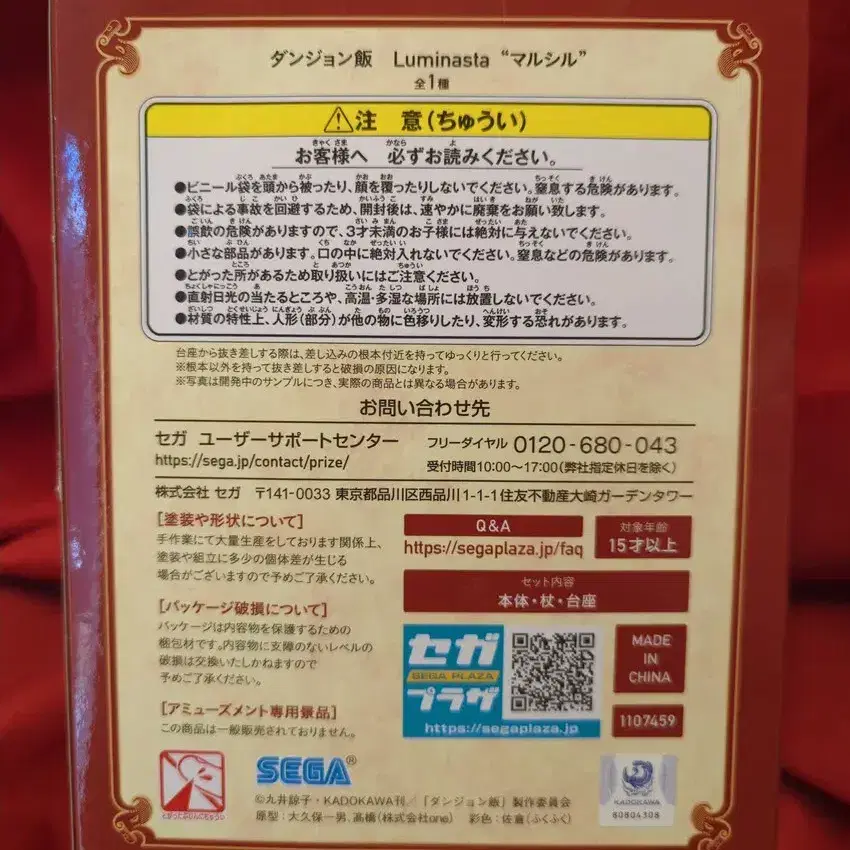 ダンジョン飯 Luminasta “マルシル”
全1種
⚠注 意(ちゅうい)
お客様へ 必ずお読みください。
●ビニール袋を頭から被ったり、顔を覆ったりしないでください。窒息する危険があります。
●袋による事故を回避するため、開封後は、速やかに廃棄をお願い致します。
●誤飲の危険がありますので、3才未満のお子様には絶対に与えないでください。
●小さな部品があります。口の中に絶対入れないでください。窒息などの危険があります。
●とがった所があるため取り扱いにはご注意ください。
●直射日光の当たるところや、高温・多湿な場所には放置しないでください。
●材質の特性上、人形(部分)が他の物に色移りしたり、変形する恐れがあります。
台座から抜き差しする際は、差し込みの根本付近を持ってゆっくりと行ってください。
※根本以外を持って抜き差しすると破損の原因になります。
※写真は開発中のサンプルにつき、実際の商品とは異なる場合があります。
お問い合わせ先
セガ ユーザーサポートセンター
https://sega.jp/contact/prize/
フリーダイヤル 0120-680-043
受付時間10:00〜17:00(弊社指定休日を除く)
株式会社 セガ 〒141-0033 東京都品川区西品川1-1-1住友不動産大崎ガーデンタワー
[塗装や形状について]
手作業にて大量生産をしております関係上、
塗装や組立に多少の個体差が生じる
場合がございますので予めご了承ください。
[パッケージ破損について]
パッケージは内容物を保護するための
梱包材です。内容物に支障のないレベルの
破損は交換いたしかねますので
予めご了承ください。
[アミューズメント専用景品]
この商品は一般販売されておりません。
Q&A
https://segaplaza.jp/faq
対象年齢
15才以上
セット内容
本体・杖・台座
セガ
SEGA PLAZA
プラザ
https://segaplaza.jp
MADE
IN
CHINA
1107459
とがったぶひんにちゅうい
SEGA®
©九井諒子・KADOKAWA刊/「ダンジョン飯」製作委員会
原型:大久保一男、髙橋(株式会社one) 彩色:佐倉(ふくふく)
KADOKAWA
80804308